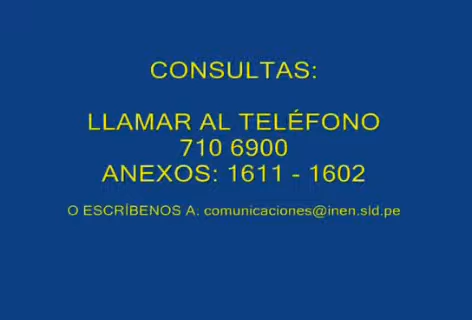 CONSULTAS:
LLAMAR AL TELÉFONO
710 6900
ANEXOS: 1611 - 1602
O ESCRÍBENOS A. comunicaciones@inen.sld.pe